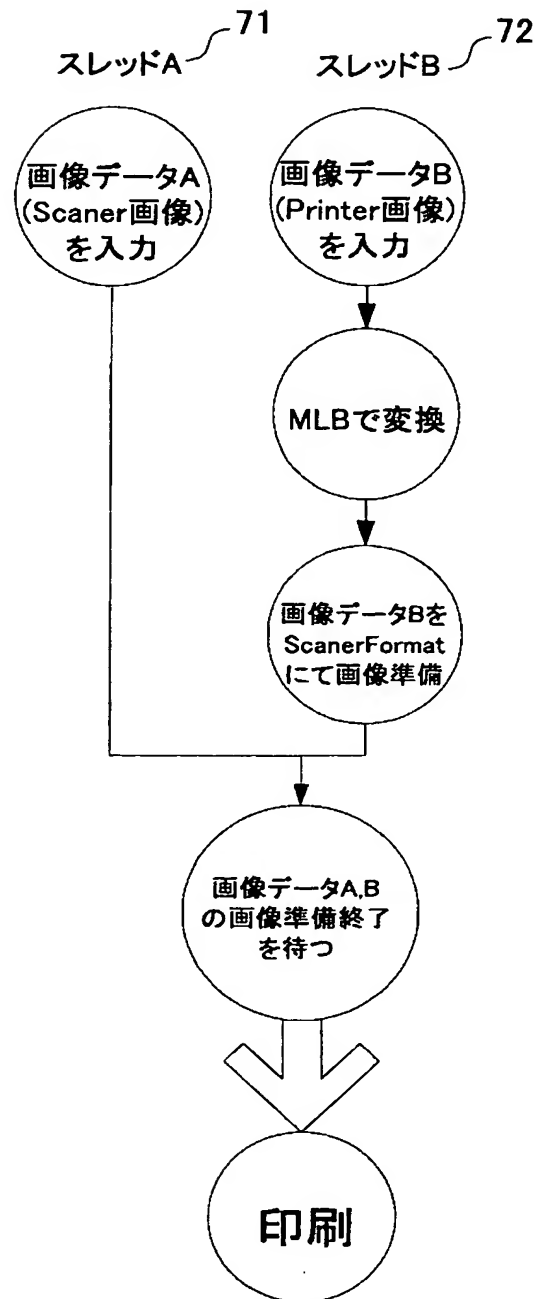 71
スレッドA
72
スレッドB
画像データA
(Scaner画像)
を入力
画像データB
(Printer画像)
を入力
MLBで変換
画像データBを
ScanerFormat
にて画像準備
画像データA,B
の画像準備終了
を待つ
印刷